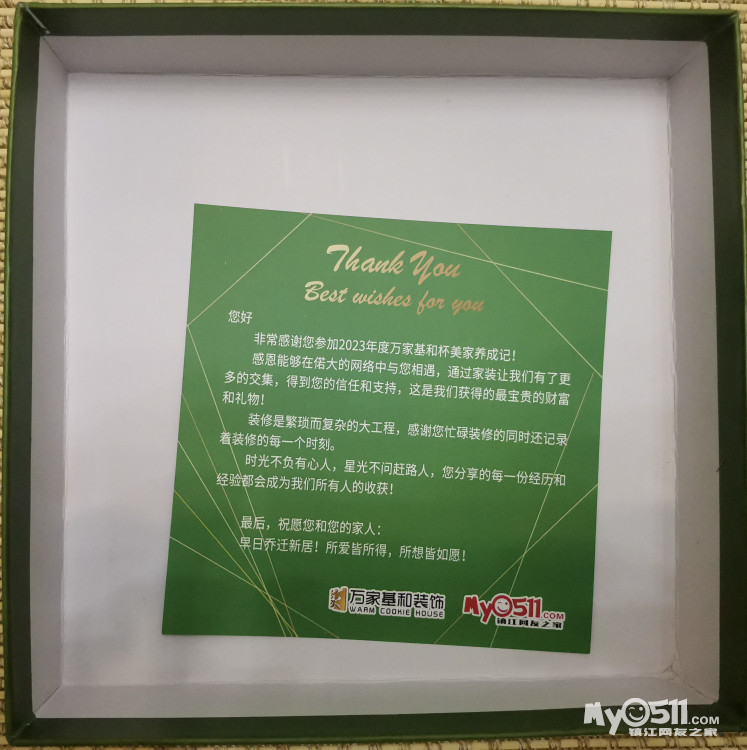 Thank You
Best wishes for you
您好
非常感谢您参加2023年度万家基和杯美家养成记！
感恩能够在偌大的网络中与您相遇，通过家装让我们有了更
多的交集，得到您的信任和支持，这是我们获得的最宝贵的财富
和礼物！
装修是繁琐而复杂的大工程，感谢您忙碌装修的同时还记录
着装修的每一个时刻。
时光不负有心人，星光不问赶路人，您分享的每一份经历和
经验都会成为我们所有人的收获！
最后，祝愿您和您的家人：
早日乔迁新居！所爱皆所得，所想皆如愿！
万家基和装饰
WARM COOKIE HOUSE
My0511.COM
镇江网友之家
My0511.COM
镇江网友之家